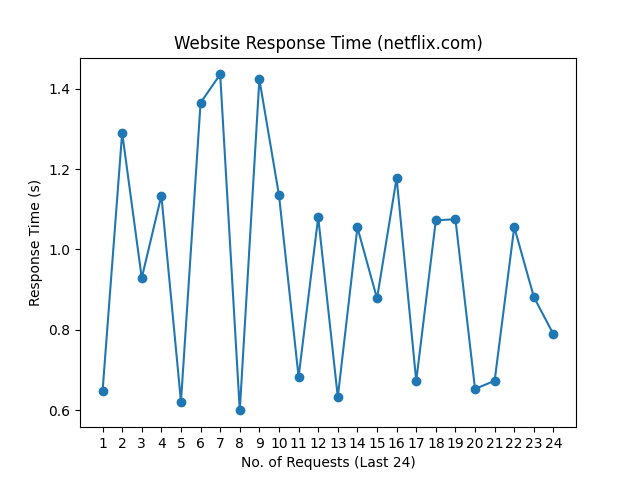 Website Response Time (netflix.com)
Response Time (s)
1.4
1.2
1.0
0.8
0.6
1 2 3 4 5 6 7 8 9 10 11 12 13 14 15 16 17 18 19 20 21 22 23 24
No. of Requests (Last 24)